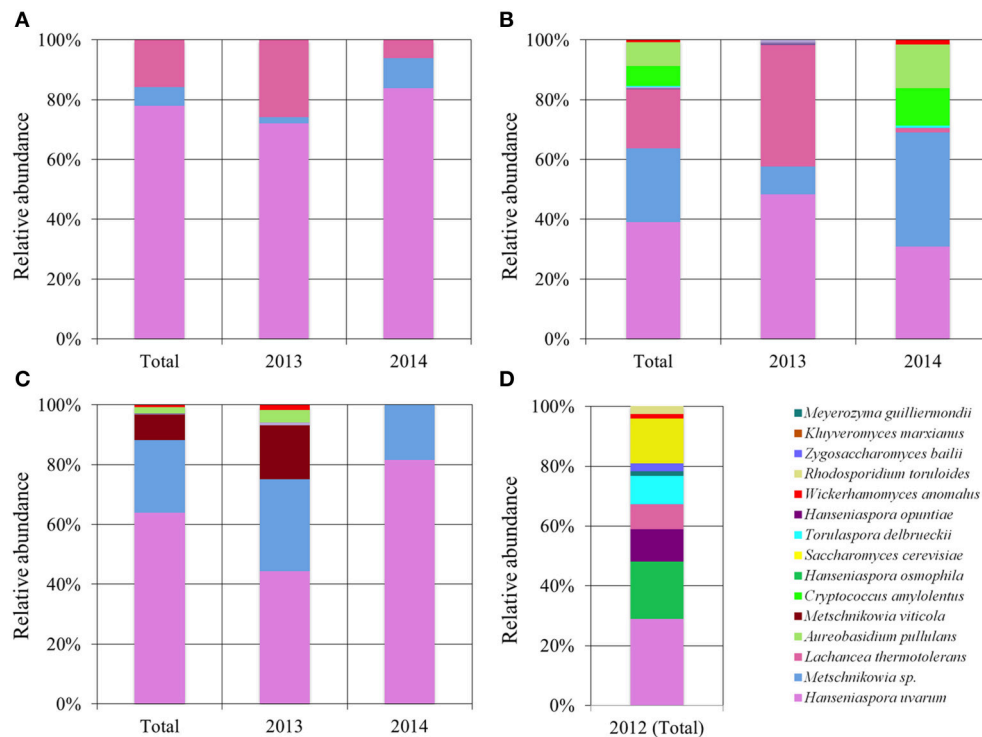 A
Relative abundance
100%
80%
60%
40%
20%
0%
Total 2013 2014
B
Relative abundance
100%
80%
60%
40%
20%
0%
Total 2013 2014
C
Relative abundance
100%
80%
60%
40%
20%
0%
Total 2013 2014
D
Relative abundance
100%
80%
60%
40%
20%
0%
2012 (Total)
Meyerozyma guilliermondii
Kluyveromyces marxianus
Zygosaccharomyces bailii
Rhodosporidium toruloides
Wickerhamomyces anomalus
Hanseniaspora opuntiae
Torulaspora delbrueckii
Saccharomyces cerevisiae
Hanseniaspora osmophila
Cryptococcus amylolentus
Metschnikowia viticola
Aureobasidium pullulans
Lachancea thermotolerans
Metschnikowia sp.
Hanseniaspora uvarum